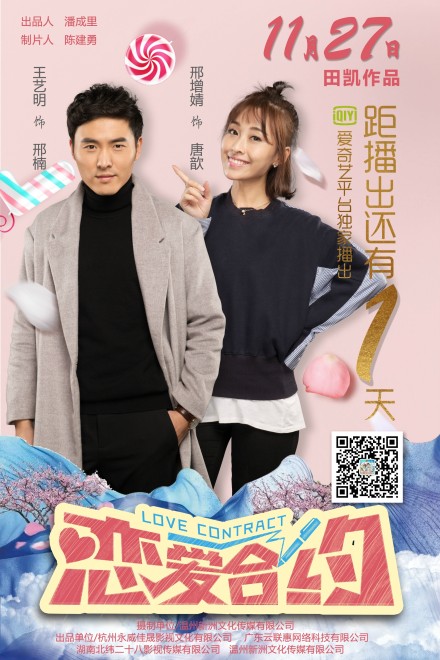 出品人 潘成里
制片人 陈建勇
11月27日
田凯作品
王艺明 饰 邢楠
邢增婧 饰 唐歆
iQIY
爱奇艺平台独家播出
距播出还有1天
LOVE CONTRACT
恋爱合约
摄制单位/温州新洲文化传媒有限公司
出品单位/杭州永威佳晟影视文化有限公司 广东云联惠网络科技有限公司
湖南北纬二十八影视传媒有限公司 温州新洲文化传媒有限公司